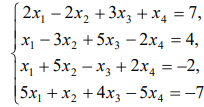 2x₁ − 2x₂ + 3x₃ + x₄ = 7,
x₁ − 3x₂ + 5x₃ − 2x₄ = 4,
x₁ + 5x₂ − x₃ + 2x₄ = −2,
5x₁ + x₂ + 4x₃ − 5x₄ = −7